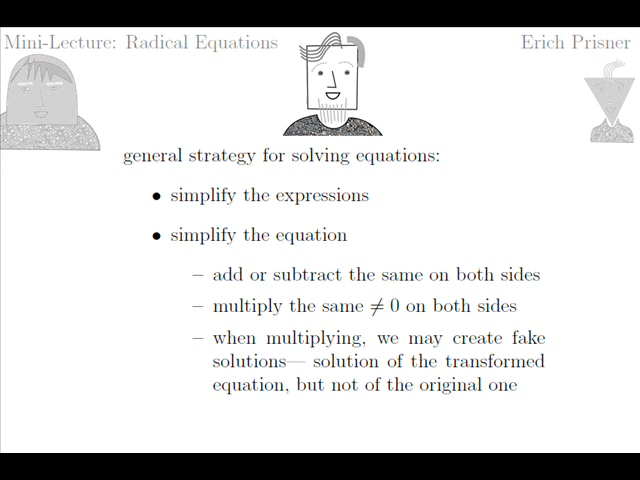 Mini-Lecture: Radical Equations Erich Prisner
general strategy for solving equations:
• simplify the expressions
• simplify the equation
– add or subtract the same on both sides
– multiply the same ≠ 0 on both sides
– when multiplying, we may create fake
solutions— solution of the transformed
equation, but not of the original one